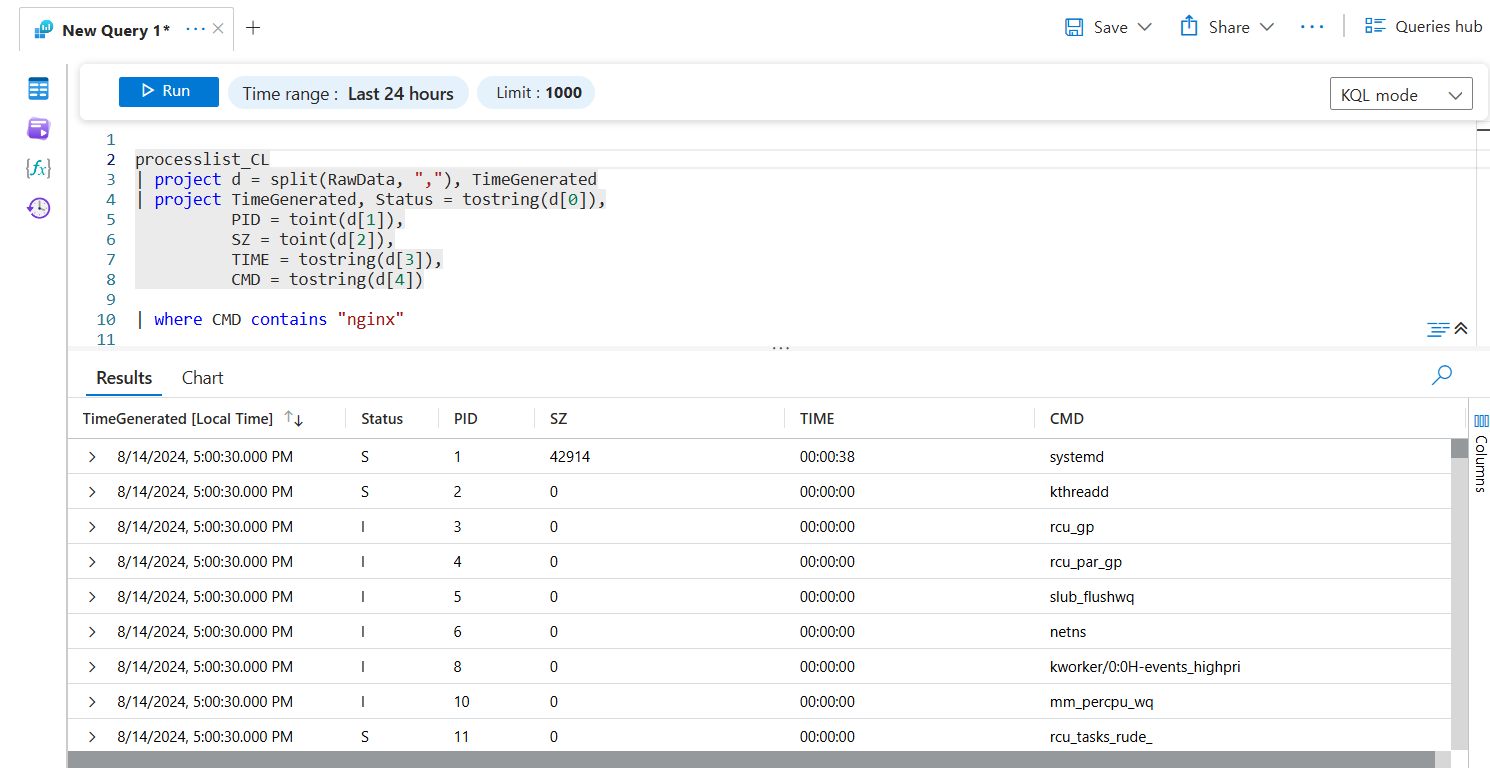 New Query 1* ···
Save Share ··· Queries hub
Run Time range : Last 24 hours Limit : 1000 KQL mode
1
2 processlist_CL
3 | project d = split(RawData, ","), TimeGenerated
4 | project TimeGenerated, Status = tostring(d[0]),
5 PID = toint(d[1]),
6 SZ = toint(d[2]),
7 TIME = tostring(d[3]),
8 CMD = tostring(d[4])
9
10 | where CMD contains "nginx"
11
Results Chart
TimeGenerated [Local Time] Status PID SZ TIME CMD
8/14/2024, 5:00:30.000 PM S 1 42914 00:00:38 systemd
8/14/2024, 5:00:30.000 PM S 2 0 00:00:00 kthreadd
8/14/2024, 5:00:30.000 PM I 3 0 00:00:00 rcu_gp
8/14/2024, 5:00:30.000 PM I 4 0 00:00:00 rcu_par_gp
8/14/2024, 5:00:30.000 PM I 5 0 00:00:00 slub_flushwq
8/14/2024, 5:00:30.000 PM I 6 0 00:00:00 netns
8/14/2024, 5:00:30.000 PM I 8 0 00:00:00 kworker/0:0H-events_highpri
8/14/2024, 5:00:30.000 PM I 10 0 00:00:00 mm_percpu_wq
8/14/2024, 5:00:30.000 PM S 11 0 00:00:00 rcu_tasks_rude_
Columns